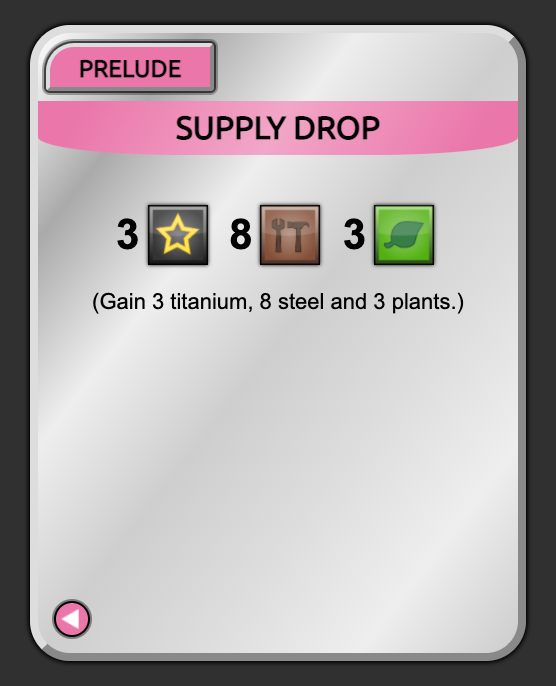 PRELUDE
SUPPLY DROP
3 8 3
(Gain 3 titanium, 8 steel and 3 plants.)